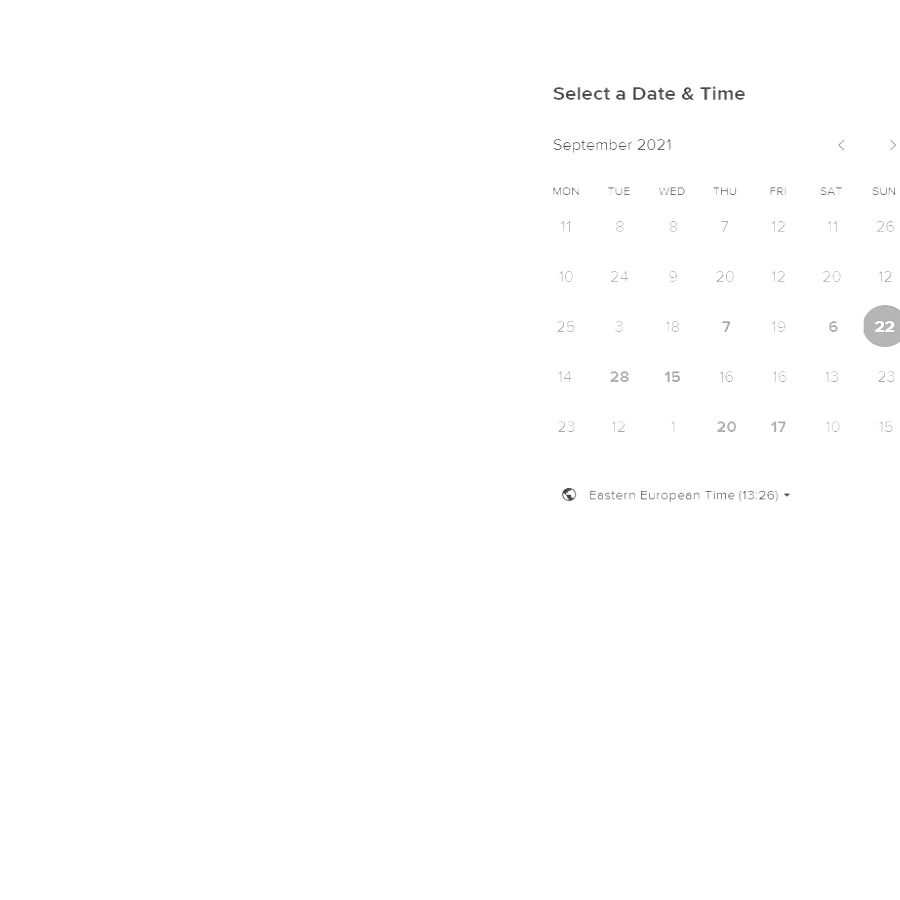 Select a Date & Time
September 2021
MON TUE WED THU FRI SAT SUN
11 8 8 7 12 11 26
10 24 9 20 12 20 12
25 3 18 7 19 6 22
14 28 15 16 16 13 23
23 12 1 20 17 10 15
Eastern European Time (13:26)